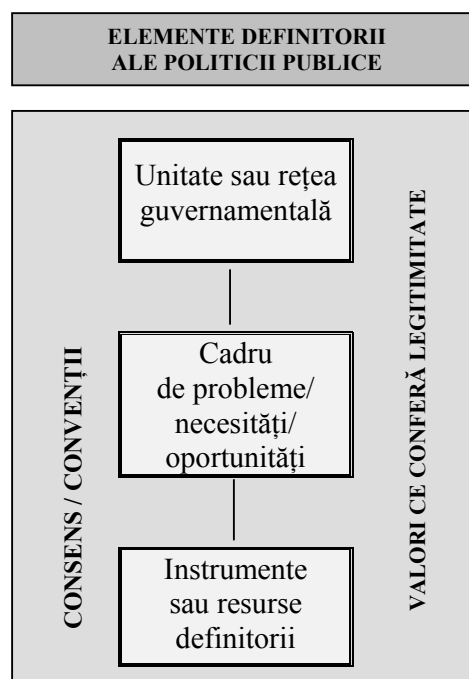 ELEMENTE DEFINITORII
ALE POLITICII PUBLICE
Unitate sau rețea
guvernamentală
Cadru
de probleme/
necesități/
oportunități
Instrumente
sau resurse
definitorii
CONSENS / CONVENȚII
VALORI CE CONFERĂ LEGITIMITATE